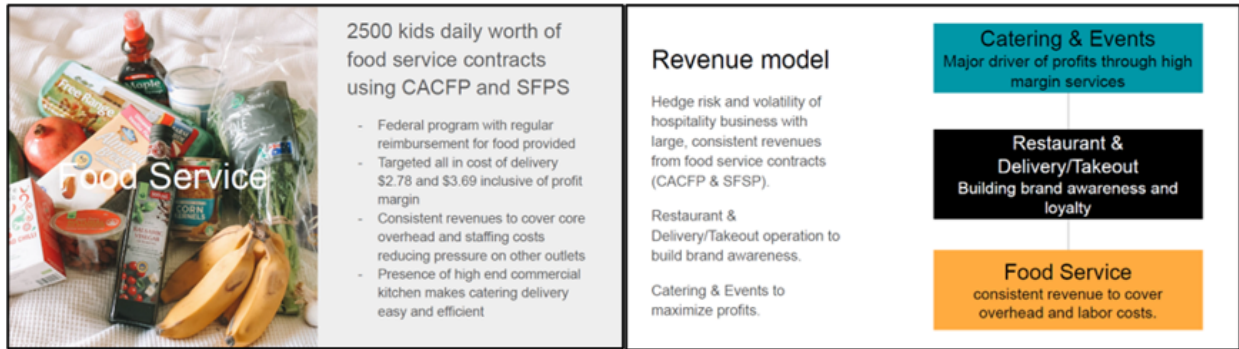 Food Service
Maple
Free Range
CORN
KERNELS
CHILLI
2500 kids daily worth of
food service contracts
using CACFP and SFPS
- Federal program with regular
reimbursement for food provided
- Targeted all in cost of delivery
$2.78 and $3.69 inclusive of profit
margin
- Consistent revenues to cover core
overhead and staffing costs
reducing pressure on other outlets
- Presence of high end commercial
kitchen makes catering delivery
easy and efficient
Revenue model
Hedge risk and volatility of
hospitality business with
large, consistent revenues
from food service contracts
(CACFP & SFSP).
Restaurant &
Delivery/Takeout operation to
build brand awareness.
Catering & Events to
maximize profits.
Catering & Events
Major driver of profits through high
margin services
Restaurant &
Delivery/Takeout
Building brand awareness and
loyalty
Food Service
consistent revenue to cover
overhead and labor costs.